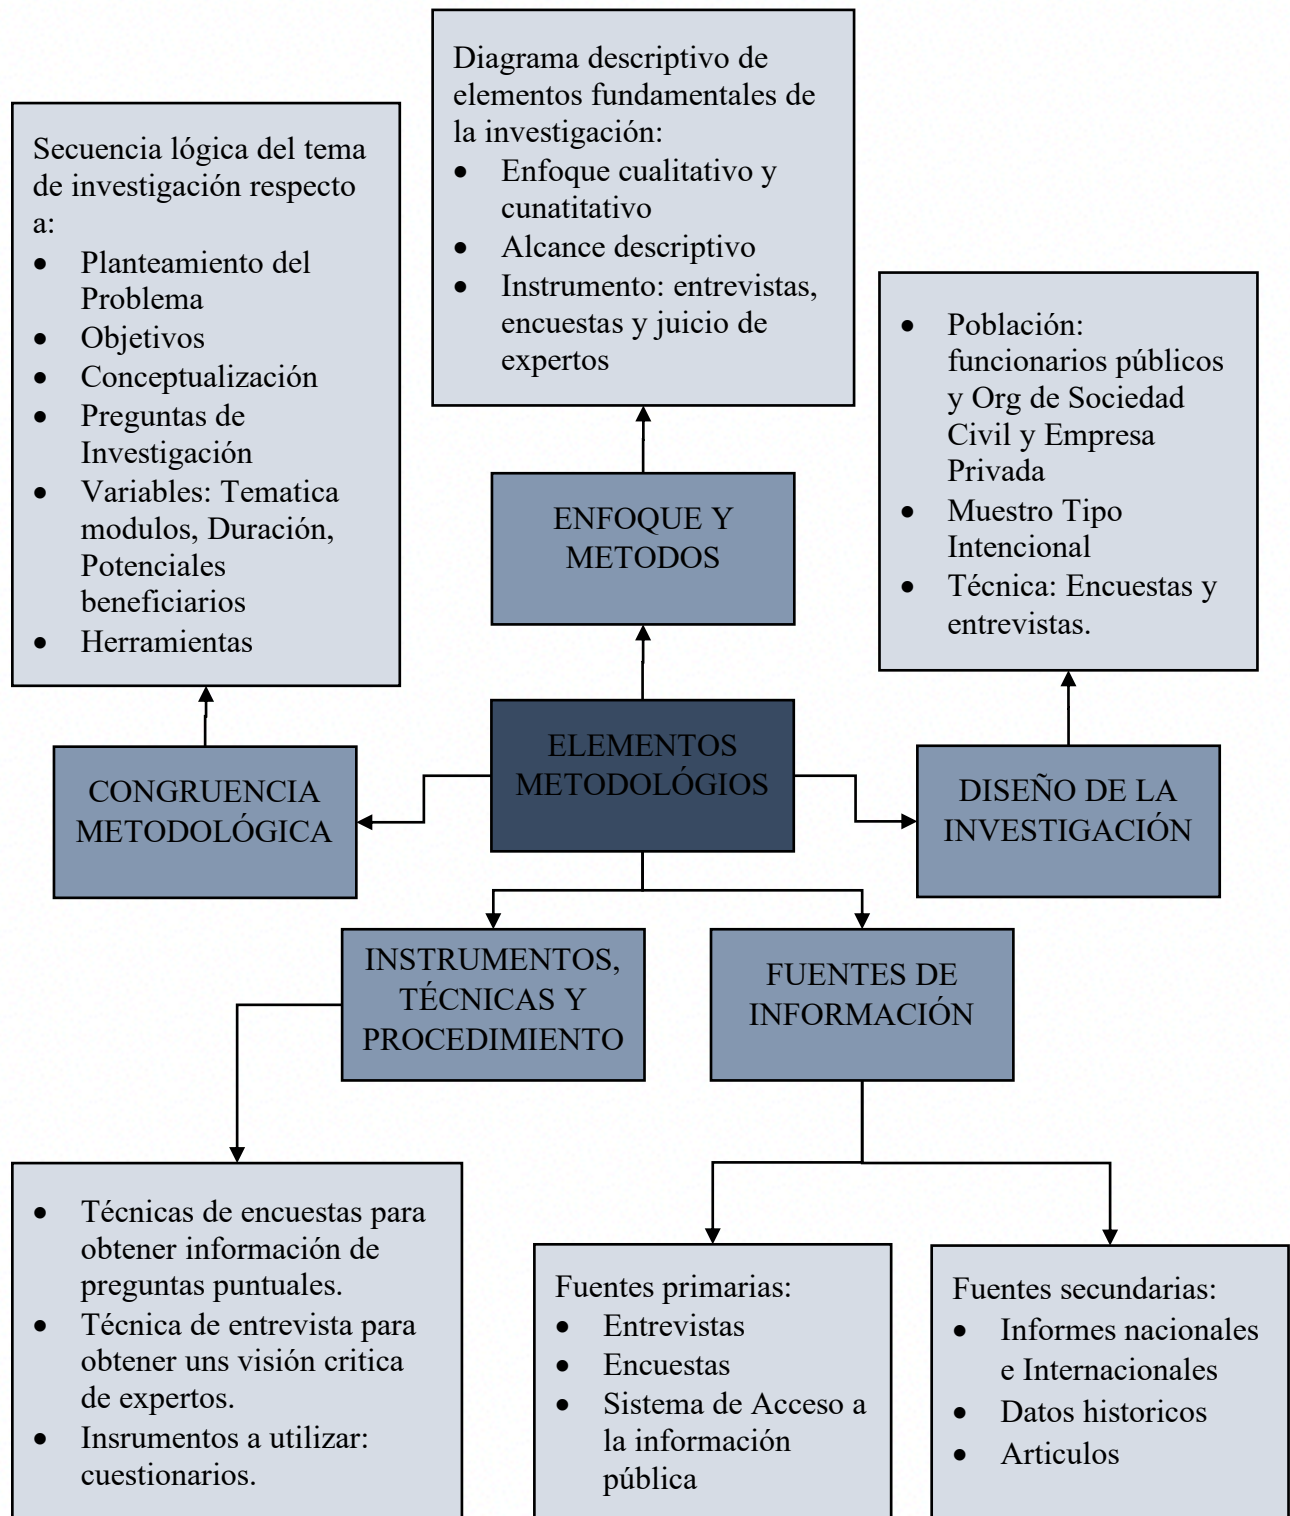 Diagrama descriptivo de
elementos fundamentales de
la investigación:
• Enfoque cualitativo y
cunatitativo
• Alcance descriptivo
• Instrumento: entrevistas,
encuestas y juicio de
expertos
Secuencia lógica del tema
de investigación respecto
a:
• Planteamiento del
Problema
• Objetivos
• Conceptualización
• Preguntas de
Investigación
• Variables: Tematica
modulos, Duración,
Potenciales
beneficiarios
• Herramientas
• Población:
funcionarios públicos
y Org de Sociedad
Civil y Empresa
Privada
• Muestro Tipo
Intencional
• Técnica: Encuestas y
entrevistas.
ENFOQUE Y
METODOS
CONGRUENCIA
METODOLÓGICA
ELEMENTOS
METODOLÓGIOS
DISEÑO DE LA
INVESTIGACIÓN
INSTRUMENTOS,
TÉCNICAS Y
PROCEDIMIENTO
FUENTES DE
INFORMACIÓN
• Técnicas de encuestas para
obtener información de
preguntas puntuales.
• Técnica de entrevista para
obtener uns visión critica
de expertos.
• Insrumentos a utilizar:
cuestionarios.
Fuentes primarias:
• Entrevistas
• Encuestas
• Sistema de Acceso a
la información
pública
Fuentes secundarias:
• Informes nacionales
e Internacionales
• Datos historicos
• Articulos